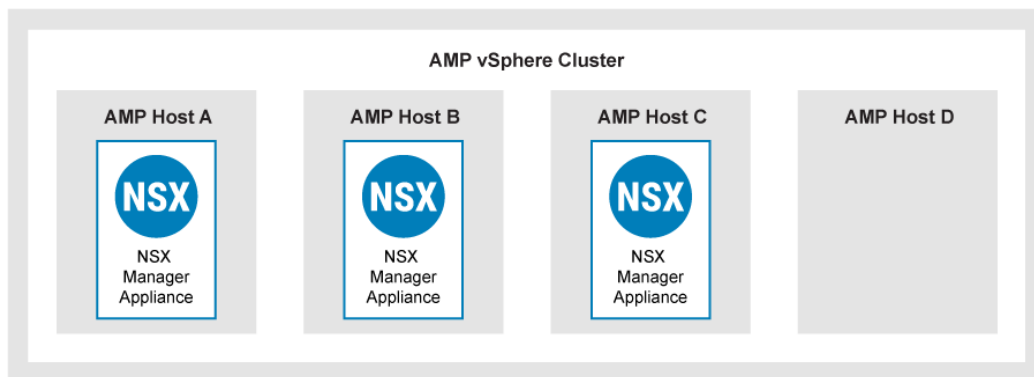 AMP vSphere Cluster
AMP Host A
AMP Host B
AMP Host C
AMP Host D
NSX
NSX
Manager
Appliance
NSX
NSX
Manager
Appliance
NSX
NSX
Manager
Appliance